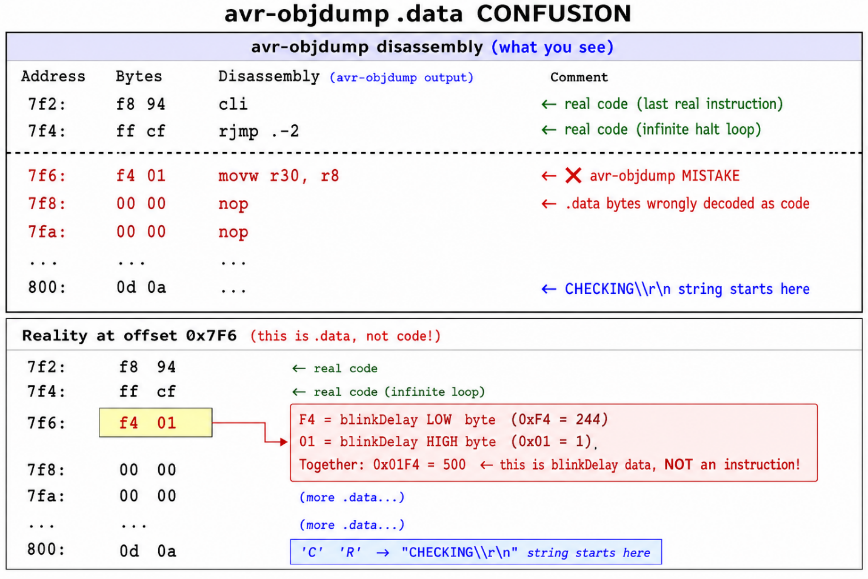 avr-objdump .data CONFUSION
avr-objdump disassembly (what you see)
Address Bytes Disassembly (avr-objdump output) Comment
7f2: f8 94 cli ← real code (last real instruction)
7f4: ff cf rjmp .-2 ← real code (infinite halt loop)
7f6: f4 01 movw r30, r8 ← ❌ avr-objdump MISTAKE
7f8: 00 00 nop ← .data bytes wrongly decoded as code
7fa: 00 00 nop
... ... ...
800: 0d 0a ... ← CHECKING\\r\n string starts here
Reality at offset 0x7F6 (this is .data, not code!)
7f2: f8 94 ← real code
7f4: ff cf ← real code (infinite loop)
7f6: f4 01
F4 = blinkDelay LOW byte (0xF4 = 244)
01 = blinkDelay HIGH byte (0x01 = 1).
Together: 0x01F4 = 500 ← this is blinkDelay data, NOT an instruction!
7f8: 00 00
7fa: 00 00 (more .data...)
... ... (more .data...)
800: 0d 0a 'C' 'R' → "CHECKING\\r\n" string starts here